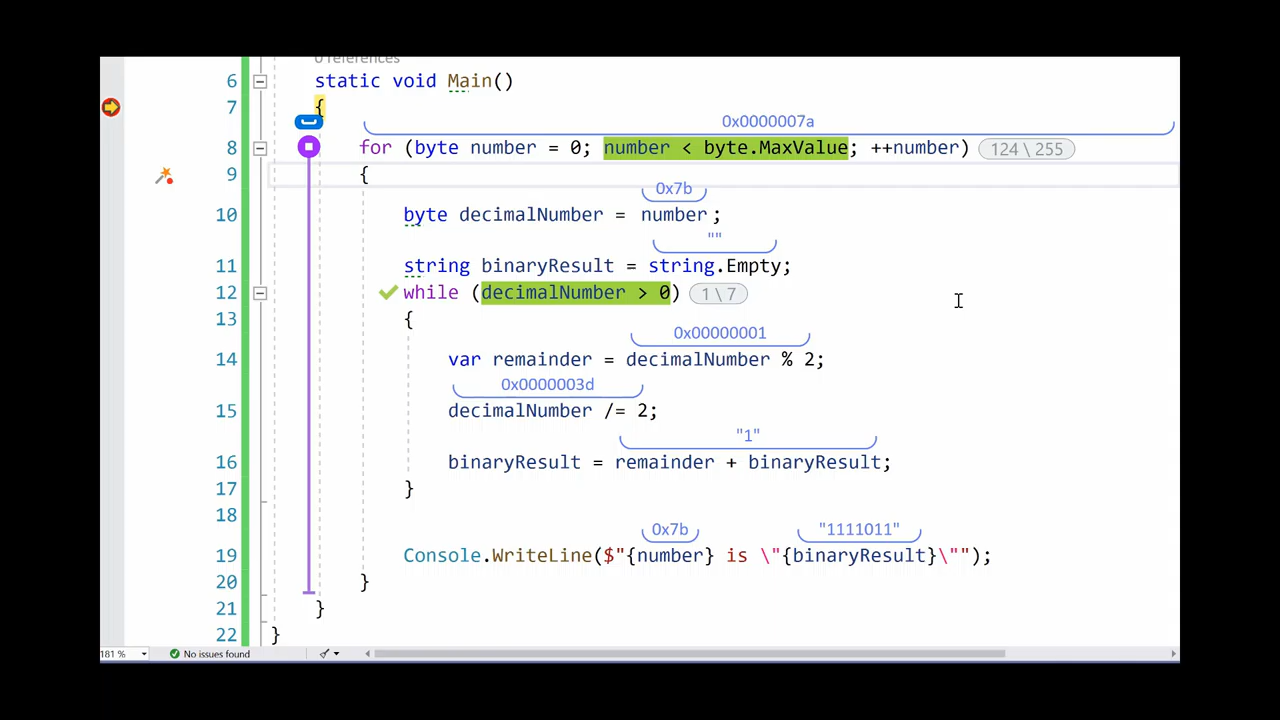 0 references
6 static void Main()
7 {
0x0000007a
8 for (byte number = 0; number < byte.MaxValue; ++number) 124 \ 255
9 {
0x7b
10 byte decimalNumber = number ;
""
11 string binaryResult = string.Empty;
12 while (decimalNumber > 0) 1 \ 7
13 {
0x00000001
14 var remainder = decimalNumber % 2;
0x0000003d
15 decimalNumber /= 2;
"1"
16 binaryResult = remainder + binaryResult;
17 }
18
0x7b "1111011"
19 Console.WriteLine($"{number} is \"{binaryResult}\"");
20 }
21 }
22 }
181 % No issues found